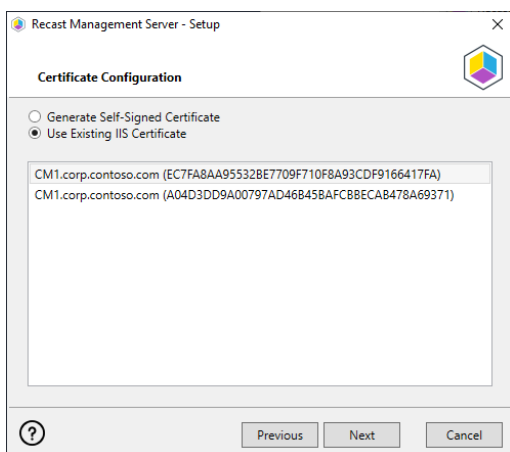 Recast Management Server - Setup
Certificate Configuration
Generate Self-Signed Certificate
Use Existing IIS Certificate
CM1.corp.contoso.com (EC7FA8AA95532BE7709F710F8A93CDF9166417FA)
CM1.corp.contoso.com (A04D3DD9A00797AD46B45BAFCBBECAB478A69371)
?
Previous Next Cancel